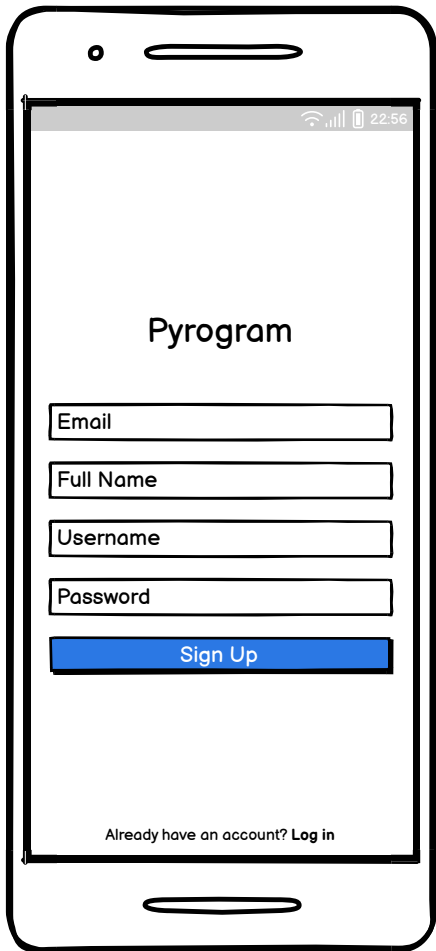 22:56
Pyrogram
Email
Full Name
Username
Password
Sign Up
Already have an account? Log in